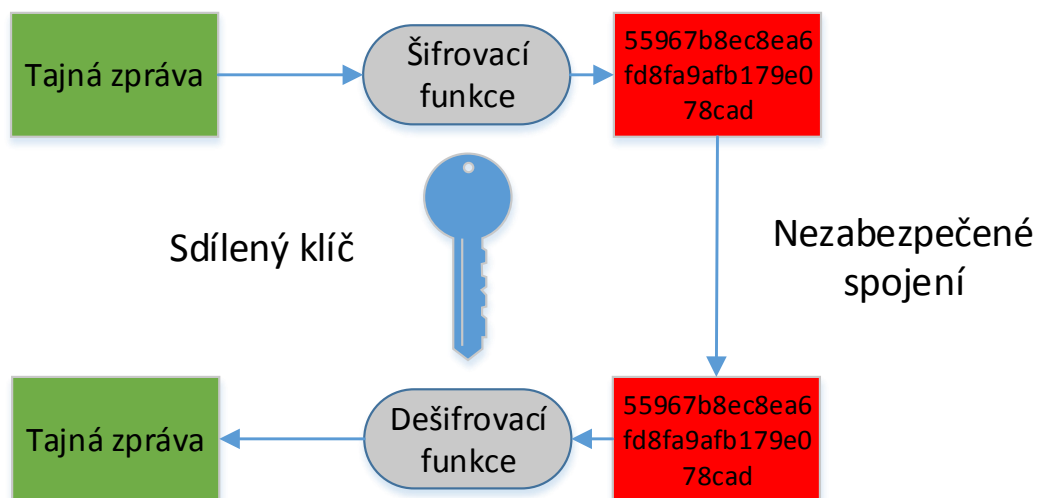 Tajná zpráva
Šifrovací
funkce
55967b8ec8ea6
fd8fa9afb179e0
78cad
Sdílený klíč
Nezabezpečené
spojení
Tajná zpráva
Dešifrovací
funkce
55967b8ec8ea6
fd8fa9afb179e0
78cad